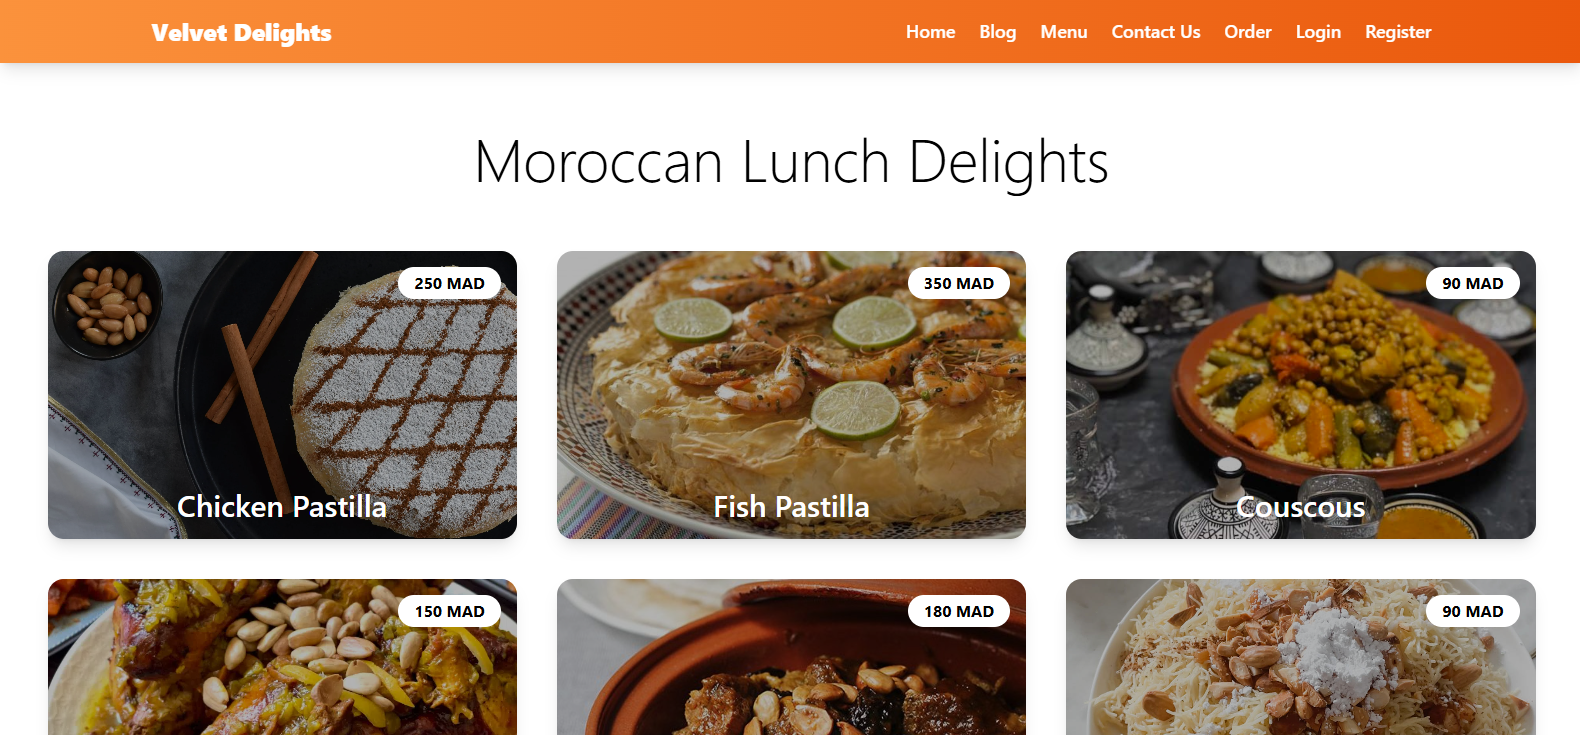 Velvet Delights
Home Blog Menu Contact Us Order Login Register
Moroccan Lunch Delights
250 MAD
350 MAD
90 MAD
Chicken Pastilla
Fish Pastilla
Couscous
150 MAD
180 MAD
90 MAD